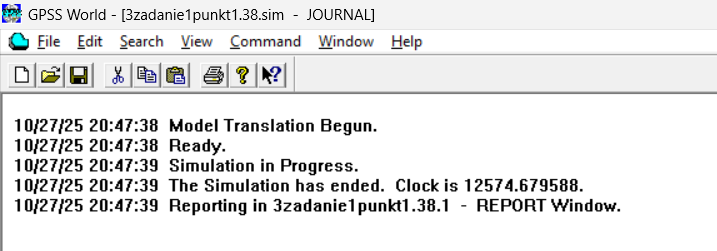 GPSS World - [3zadanie1punkt1.38.sim - JOURNAL]
File Edit Search View Command Window Help
10/27/25 20:47:38 Model Translation Begun.
10/27/25 20:47:38 Ready.
10/27/25 20:47:39 Simulation in Progress.
10/27/25 20:47:39 The Simulation has ended. Clock is 12574.679588.
10/27/25 20:47:39 Reporting in 3zadanie1punkt1.38.1 - REPORT Window.